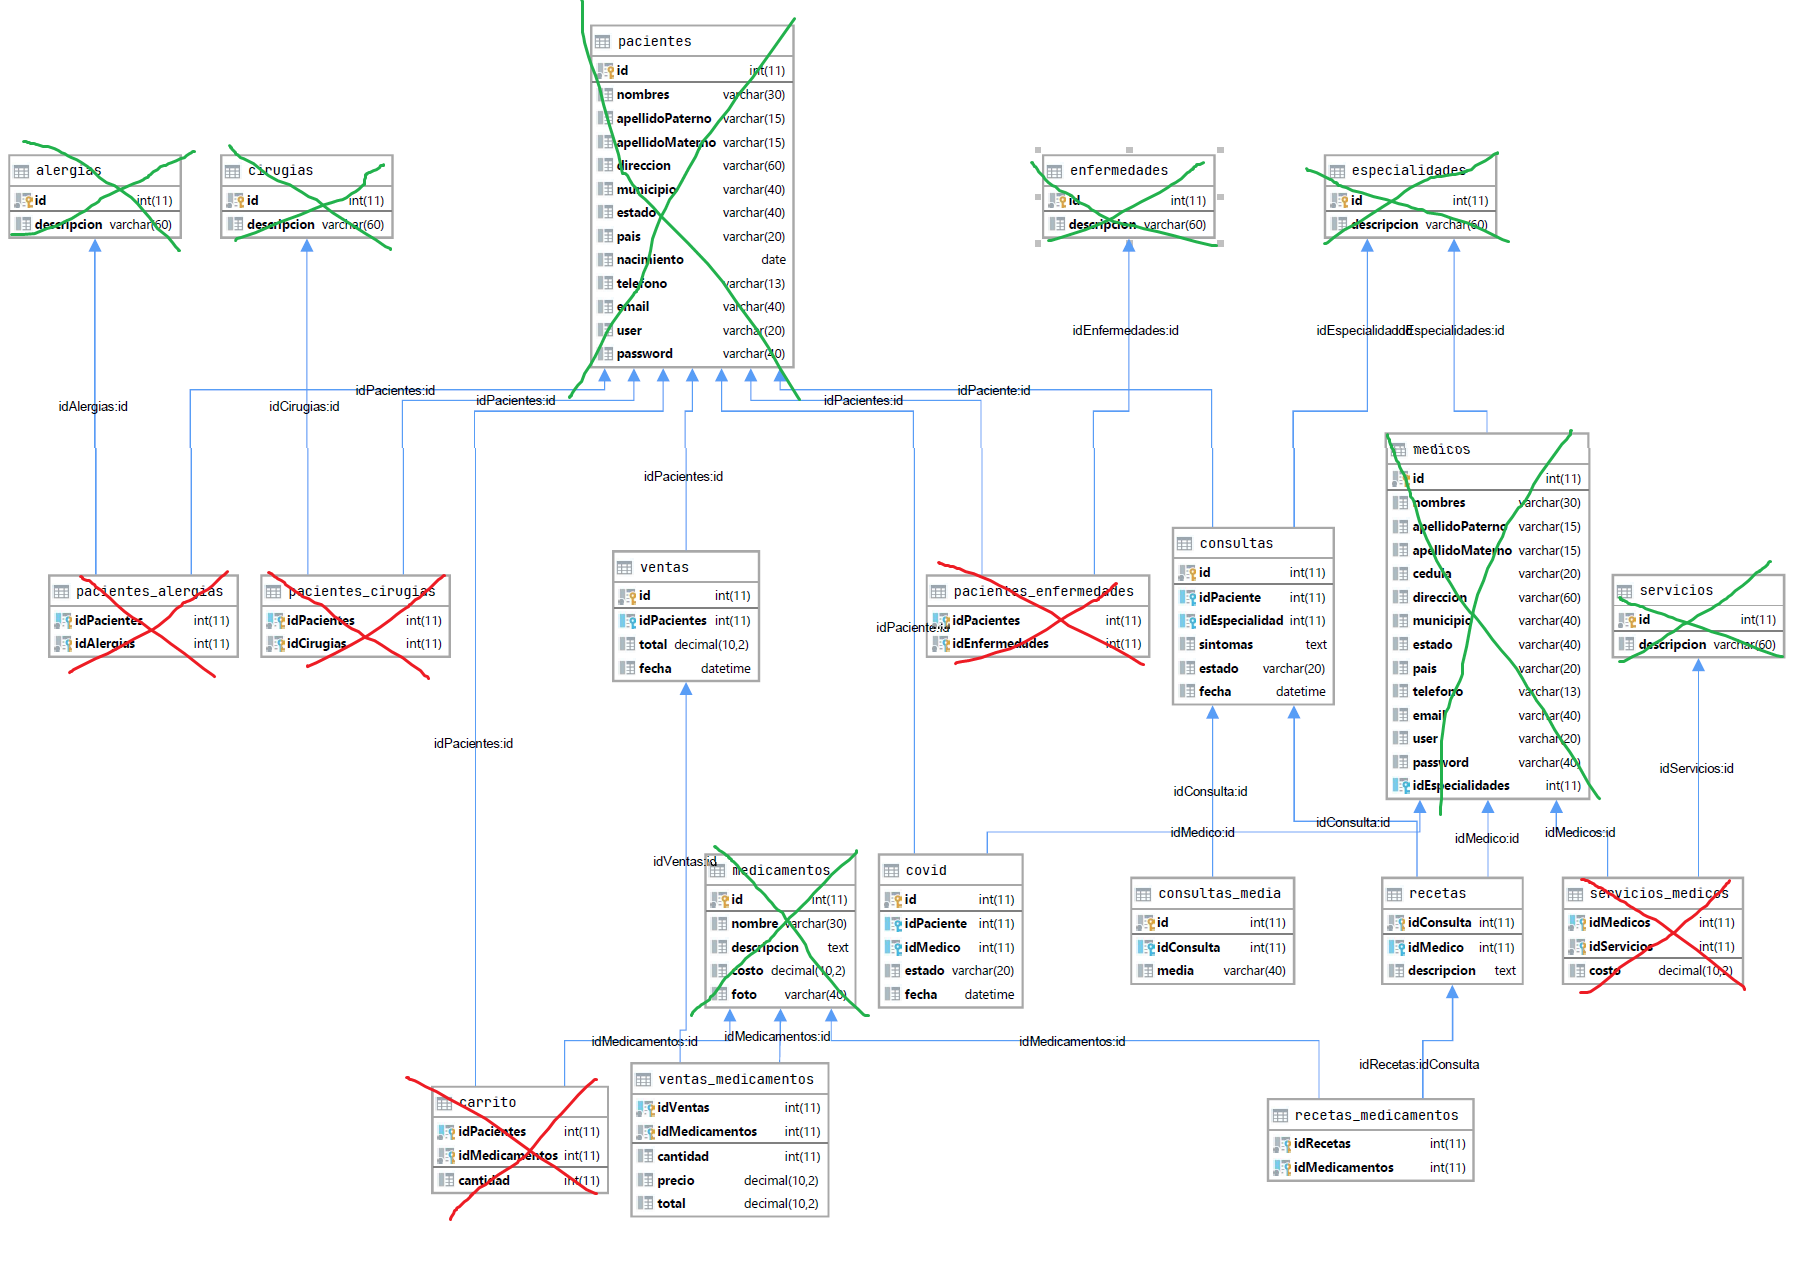 pacientes
id int(11)
nombres varchar(30)
apellidoPaterno varchar(15)
apellidoMaterno varchar(15)
direccion varchar(60)
municipio varchar(40)
estado varchar(40)
pais varchar(20)
nacimiento date
telefono varchar(13)
email varchar(40)
user varchar(20)
password varchar(40)
alergias
id int(11)
descripcion varchar(60)
cirugias
id int(11)
descripcion varchar(60)
enfermedades
id int(11)
descripcion varchar(60)
especialidades
id int(11)
descripcion varchar(60)
idEnfermedades:id
idEspecialidad:id
idEspecialidades:id
idAlergias:id
idPacientes:id
idCirugias:id
idPacientes:id
idPacientes:id
idPaciente:id
idPacientes:id
medicos
id int(11)
nombres varchar(30)
apellidoPaterno varchar(15)
apellidoMaterno varchar(15)
cedula varchar(20)
direccion varchar(60)
municipio varchar(40)
estado varchar(40)
pais varchar(20)
telefono varchar(13)
email varchar(40)
user varchar(20)
password varchar(40)
idEspecialidades int(11)
pacientes_alergias
idPacientes int(11)
idAlergias int(11)
pacientes_cirugias
idPacientes int(11)
idCirugias int(11)
ventas
id int(11)
idPacientes int(11)
total decimal(10,2)
fecha datetime
pacientes_enfermedades
idPacientes int(11)
idEnfermedades int(11)
idPaciente:id
consultas
id int(11)
idPaciente int(11)
idEspecialidad int(11)
sintomas text
estado varchar(20)
fecha datetime
servicios
id int(11)
descripcion varchar(60)
idPacientes:id
idServicios:id
idConsulta:id
idMedico:id
idConsulta:id
idMedico:id
idMedicos:id
idVentas:id
medicamentos
id int(11)
nombre varchar(30)
descripcion text
costo decimal(10,2)
foto varchar(40)
covid
id int(11)
idPaciente int(11)
idMedico int(11)
estado varchar(20)
fecha datetime
consultas_media
id int(11)
idConsulta int(11)
media varchar(40)
recetas
idConsulta int(11)
idMedico int(11)
descripcion text
servicios_medicos
idMedicos int(11)
idServicios int(11)
costo decimal(10,2)
idMedicamentos:id
idMedicamentos:id
idMedicamentos:id
idRecetas:idConsulta
carrito
idPacientes int(11)
idMedicamentos int(11)
cantidad int(11)
ventas_medicamentos
idVentas int(11)
idMedicamentos int(11)
cantidad int(11)
precio decimal(10,2)
total decimal(10,2)
recetas_medicamentos
idRecetas int(11)
idMedicamentos int(11)